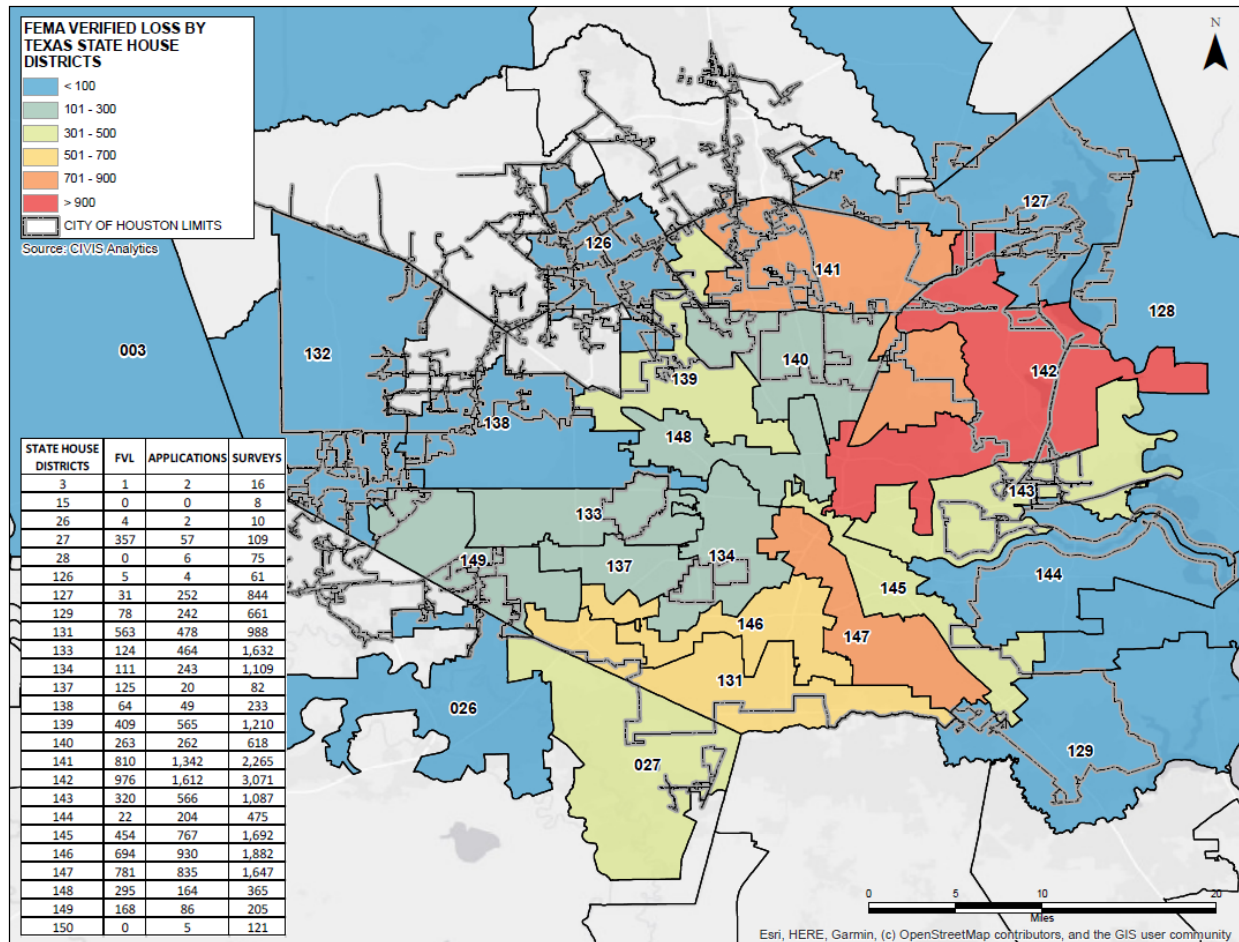 FEMA VERIFIED LOSS BY
TEXAS STATE HOUSE
DISTRICTS
< 100
101 - 300
301 - 500
501 - 700
701 - 900
> 900
CITY OF HOUSTON LIMITS
Source: CIVIS Analytics
N
126
127
141
128
003
132
142
140
139
138
148
143
133
134
149
137
144
145
146
147
131
026
027
129
STATE HOUSE DISTRICTS FVL APPLICATIONS SURVEYS
3 1 2 16
15 0 0 8
26 4 2 10
27 357 57 109
28 0 6 75
126 5 4 61
127 31 252 844
129 78 242 661
131 563 478 988
133 124 464 1,632
134 111 243 1,109
137 125 20 82
138 64 49 233
139 409 565 1,210
140 263 262 618
141 810 1,342 2,265
142 976 1,612 3,071
143 320 566 1,087
144 22 204 475
145 454 767 1,692
146 694 930 1,882
147 781 835 1,647
148 295 164 365
149 168 86 205
150 0 5 121
0 5 10 20
Miles
Esri, HERE, Garmin, (c) OpenStreetMap contributors, and the GIS user community